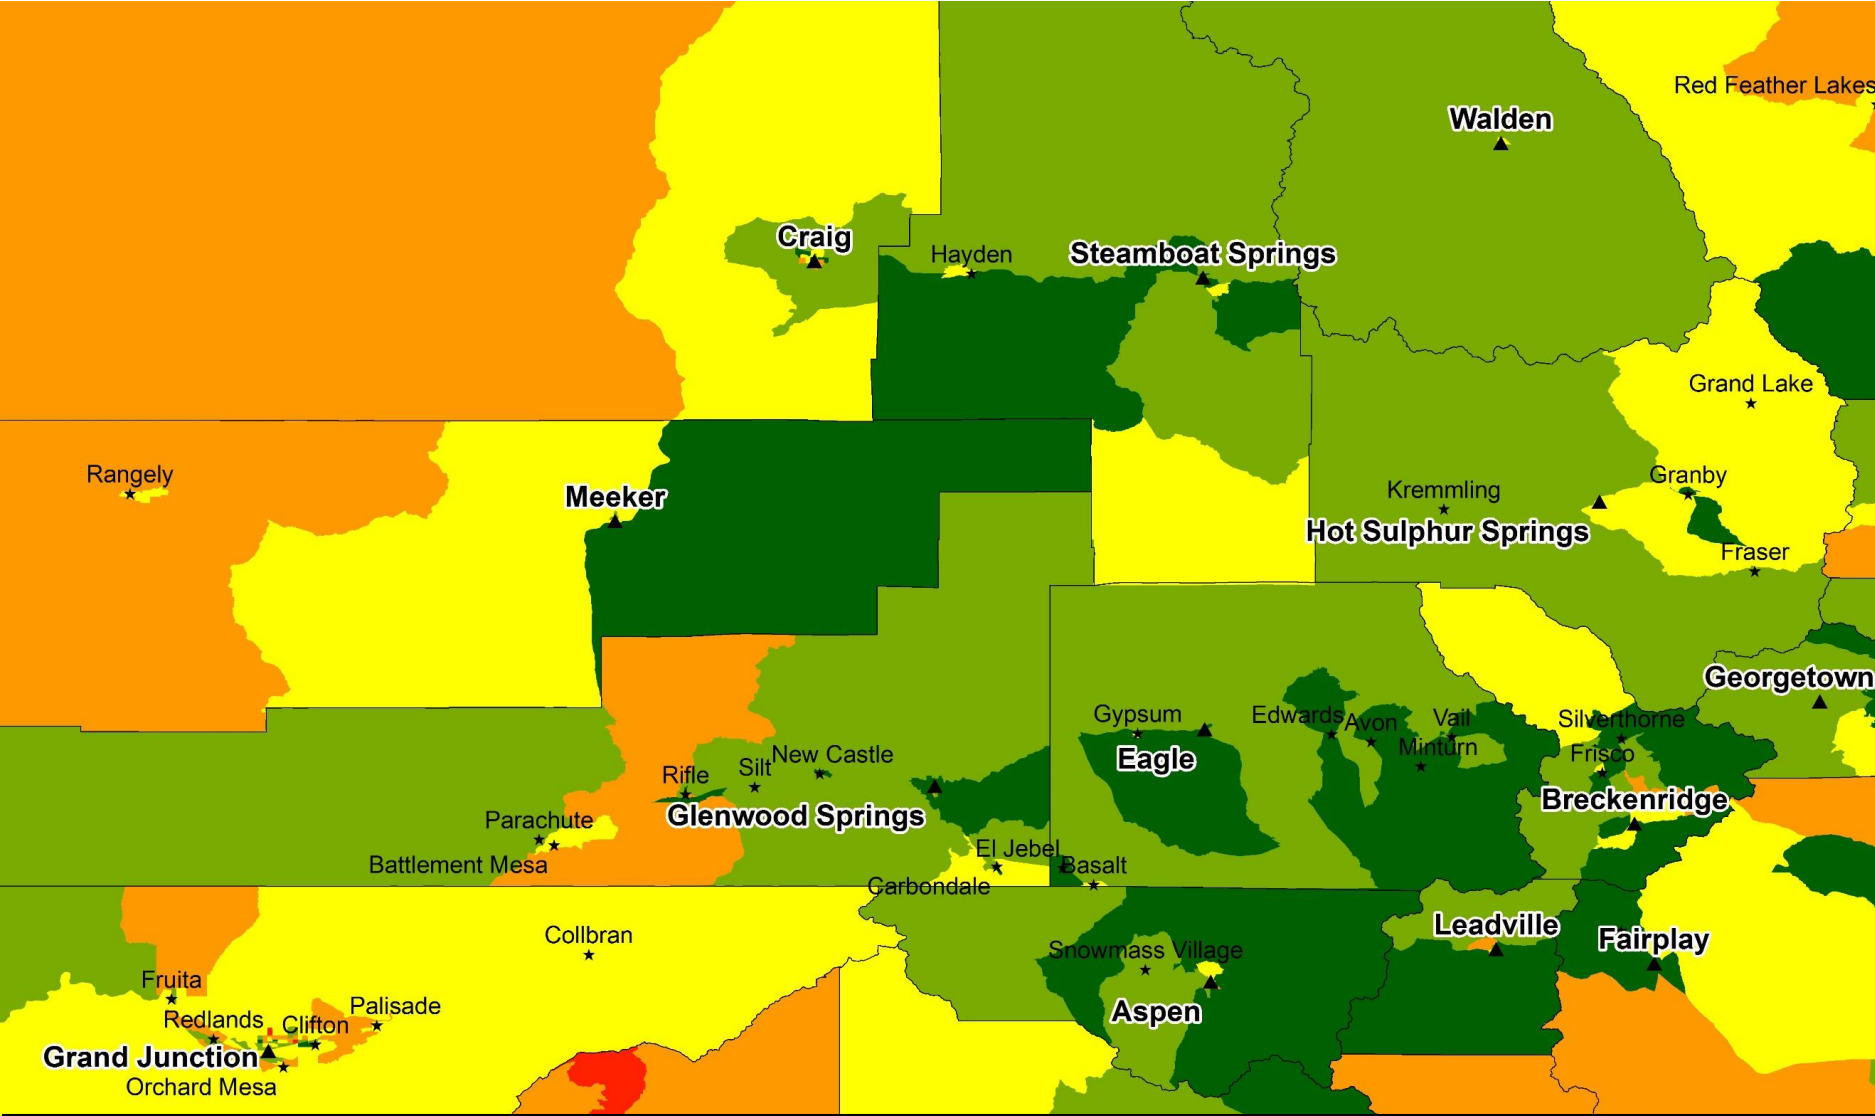 Red Feather Lakes
Walden
Craig
Hayden
Steamboat Springs
Grand Lake
Rangely
Meeker
Kremmling
Granby
Hot Sulphur Springs
Fraser
Georgetown
Gypsum
Edwards
Avon
Vail
Silverthorne
Minturn
Frisco
Eagle
New Castle
Silt
Rifle
Glenwood Springs
Breckenridge
Parachute
Battlement Mesa
El Jebel
Basalt
Carbondale
Collbran
Leadville
Fairplay
Snowmass Village
Aspen
Fruita
Palisade
Redlands
Clifton
Grand Junction
Orchard Mesa